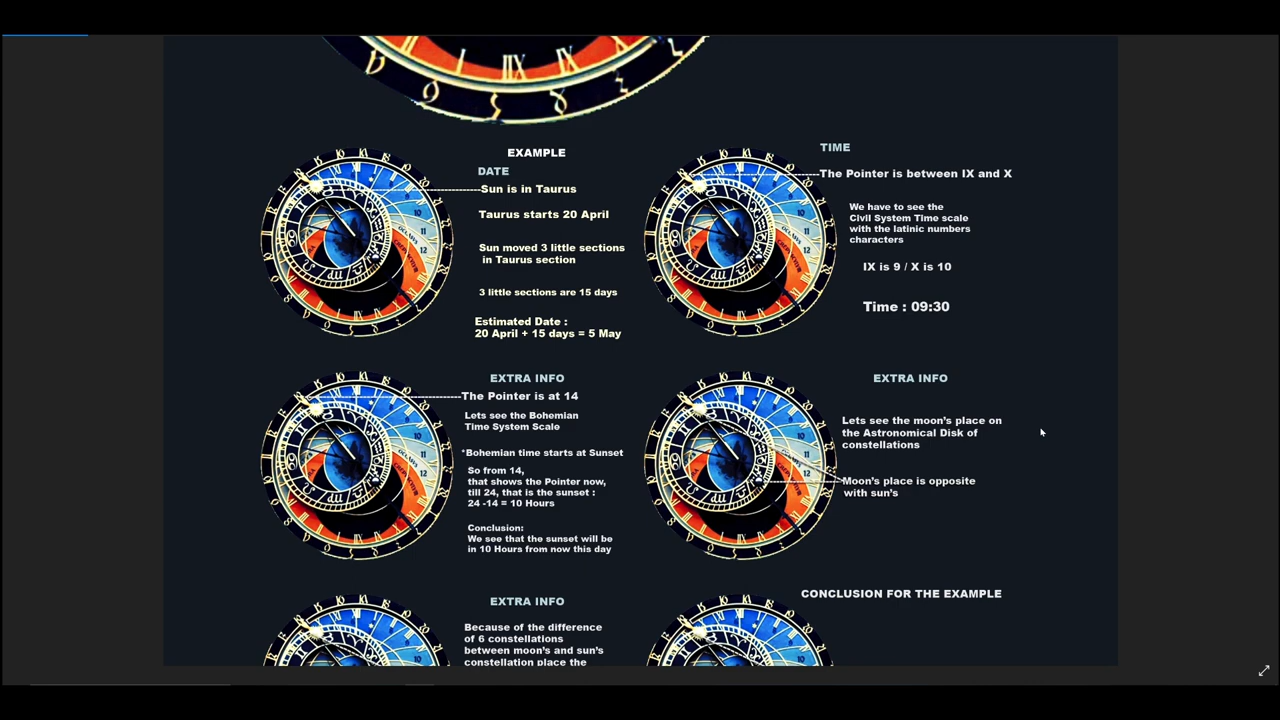 EXAMPLE
DATE
Sun is in Taurus
Taurus starts 20 April
Sun moved 3 little sections
in Taurus section
3 little sections are 15 days
Estimated Date :
20 April + 15 days = 5 May
TIME
The Pointer is between IX and X
We have to see the
Civil System Time scale
with the latinic numbers
characters
IX is 9 / X is 10
Time : 09:30
EXTRA INFO
The Pointer is at 14
Lets see the Bohemian
Time System Scale
*Bohemian time starts at Sunset
So from 14,
that shows the Pointer now,
till 24, that is the sunset :
24 -14 = 10 Hours
Conclusion:
We see that the sunset will be
in 10 Hours from now this day
EXTRA INFO
Lets see the moon's place on
the Astronomical Disk of
constellations
Moon's place is opposite
with sun's
EXTRA INFO
Because of the difference
of 6 constellations
between moon's and sun's
constellation place the
CONCLUSION FOR THE EXAMPLE